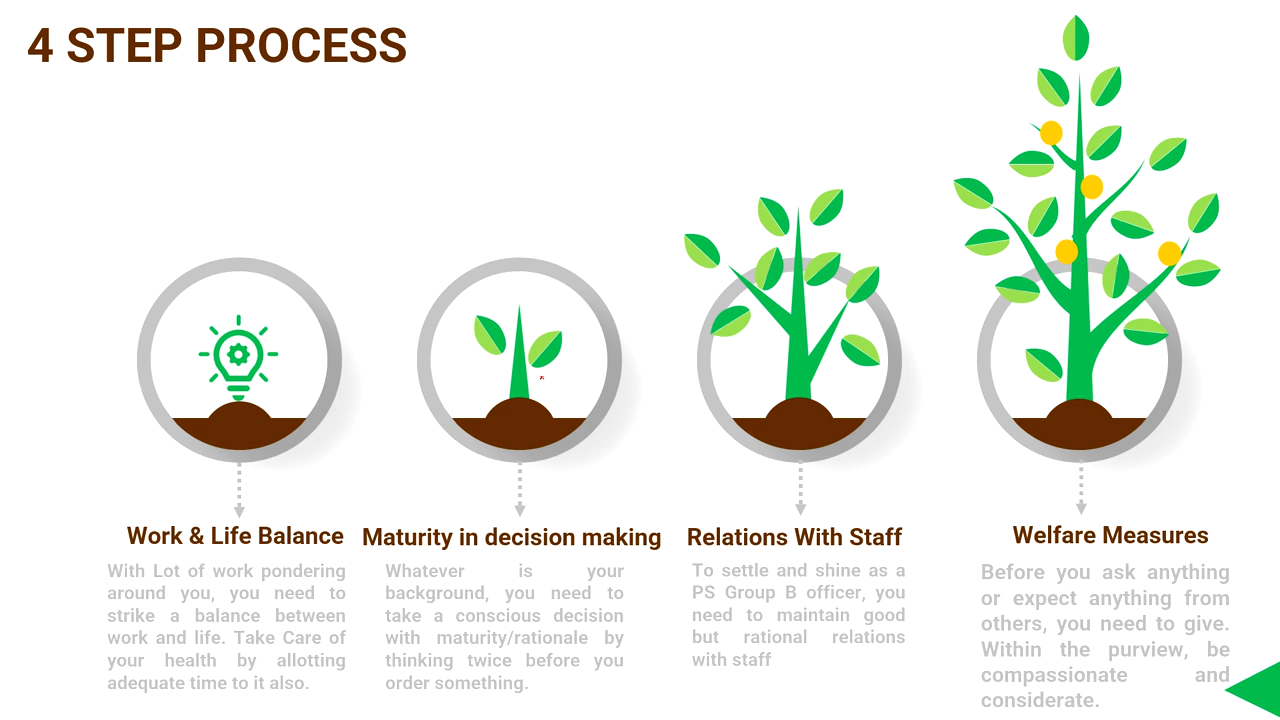 4 STEP PROCESS
Work & Life Balance
With Lot of work pondering
around you, you need to
strike a balance between
work and life. Take Care of
your health by allotting
adequate time to it also.
Maturity in decision making
Whatever is your
background, you need to
take a conscious decision
with maturity/rationale by
thinking twice before you
order something.
Relations With Staff
To settle and shine as a
PS Group B officer, you
need to maintain good
but rational relations
with staff
Welfare Measures
Before you ask anything
or expect anything from
others, you need to give.
Within the purview, be
compassionate and
considerate.